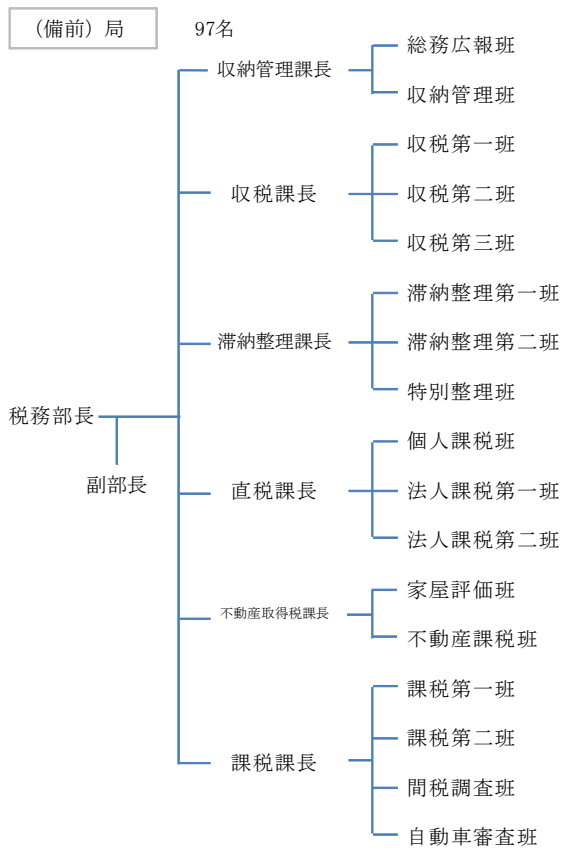 （備前）局 97名
収納管理課長
総務広報班
収納管理班
収税課長
収税第一班
収税第二班
収税第三班
滞納整理課長
滞納整理第一班
滞納整理第二班
特別整理班
税務部長
副部長
直税課長
個人課税班
法人課税第一班
法人課税第二班
不動産取得税課長
家屋評価班
不動産課税班
課税課長
課税第一班
課税第二班
間税調査班
自動車審査班